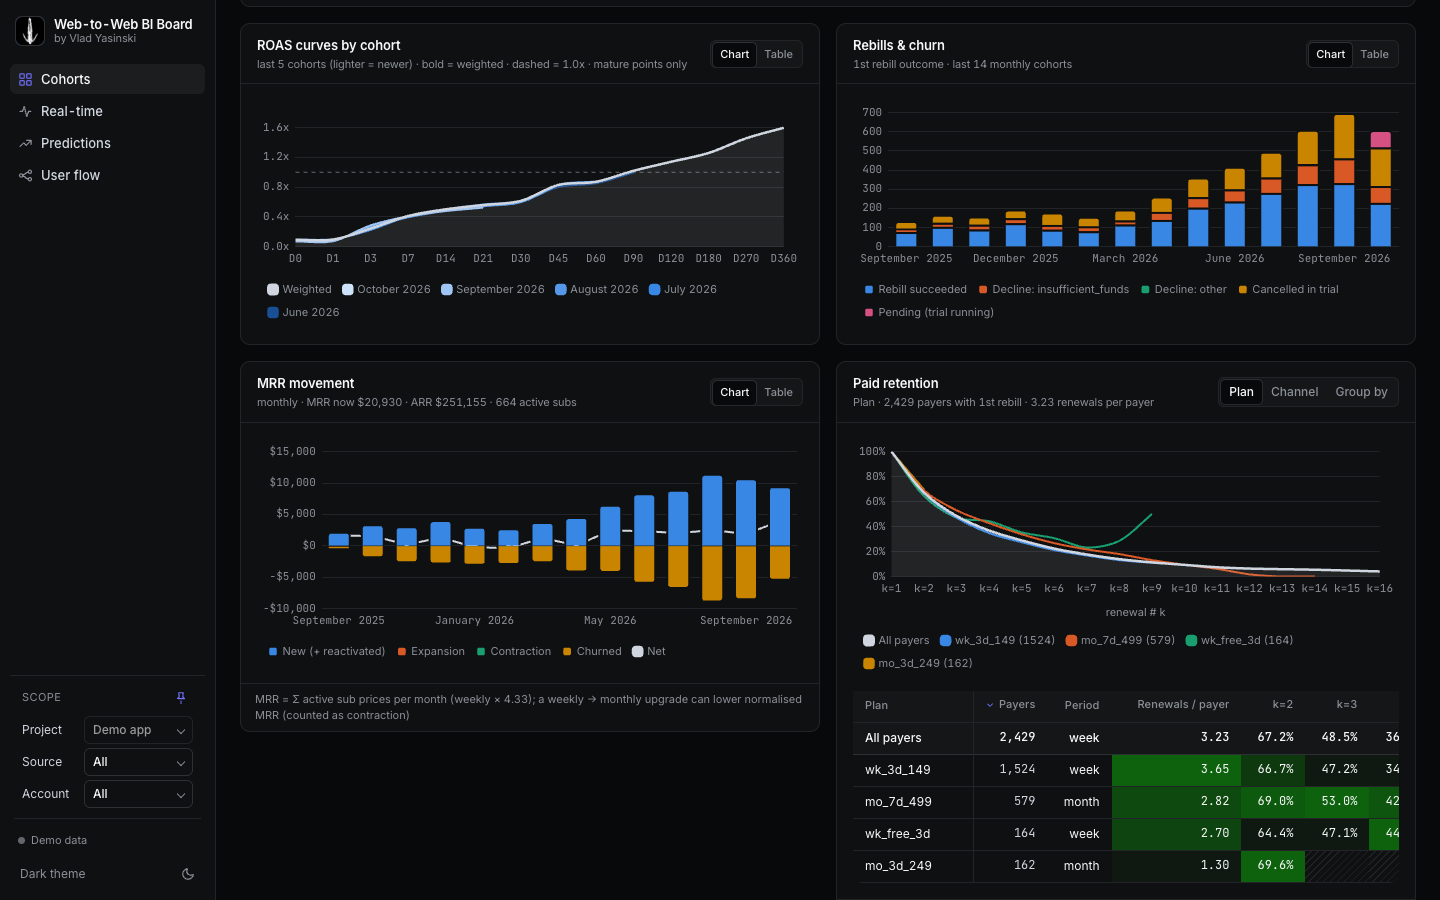 Web-to-Web BI Board
by Vlad Yasinski
Cohorts
Real-time
Predictions
User flow
SCOPE
Project Demo app
Source All
Account All
Demo data
Dark theme
ROAS curves by cohort
last 5 cohorts (lighter = newer) · bold = weighted · dashed = 1.0x · mature points only
Chart Table
1.6x
1.2x
0.8x
0.4x
0.0x
D0 D1 D3 D7 D14 D21 D30 D45 D60 D90 D120 D180 D270 D360
Weighted October 2026 September 2026 August 2026 July 2026
June 2026
Rebills & churn
1st rebill outcome · last 14 monthly cohorts
Chart Table
700
600
500
400
300
200
100
0
September 2025 December 2025 March 2026 June 2026 September 2026
Rebill succeeded Decline: insufficient_funds Decline: other Cancelled in trial
Pending (trial running)
MRR movement
monthly · MRR now $20,930 · ARR $251,155 · 664 active subs
Chart Table
$15,000
$10,000
$5,000
$0
-$5,000
-$10,000
September 2025 January 2026 May 2026 September 2026
New (+ reactivated) Expansion Contraction Churned Net
MRR = Σ active sub prices per month (weekly × 4.33); a weekly → monthly upgrade can lower normalised
MRR (counted as contraction)
Paid retention
Plan · 2,429 payers with 1st rebill · 3.23 renewals per payer
Plan Channel Group by
100%
80%
60%
40%
20%
0%
k=1 k=2 k=3 k=4 k=5 k=6 k=7 k=8 k=9 k=10 k=11 k=12 k=13 k=14 k=15 k=16
renewal # k
All payers wk_3d_149 (1524) mo_7d_499 (579) wk_free_3d (164)
mo_3d_249 (162)
Plan Payers Period Renewals / payer k=2 k=3
All payers 2,429 week 3.23 67.2% 48.5% 36
wk_3d_149 1,524 week 3.65 66.7% 47.2% 34
mo_7d_499 579 month 2.82 69.0% 53.0% 42
wk_free_3d 164 week 2.70 64.4% 47.1% 44
mo_3d_249 162 month 1.30 69.6%